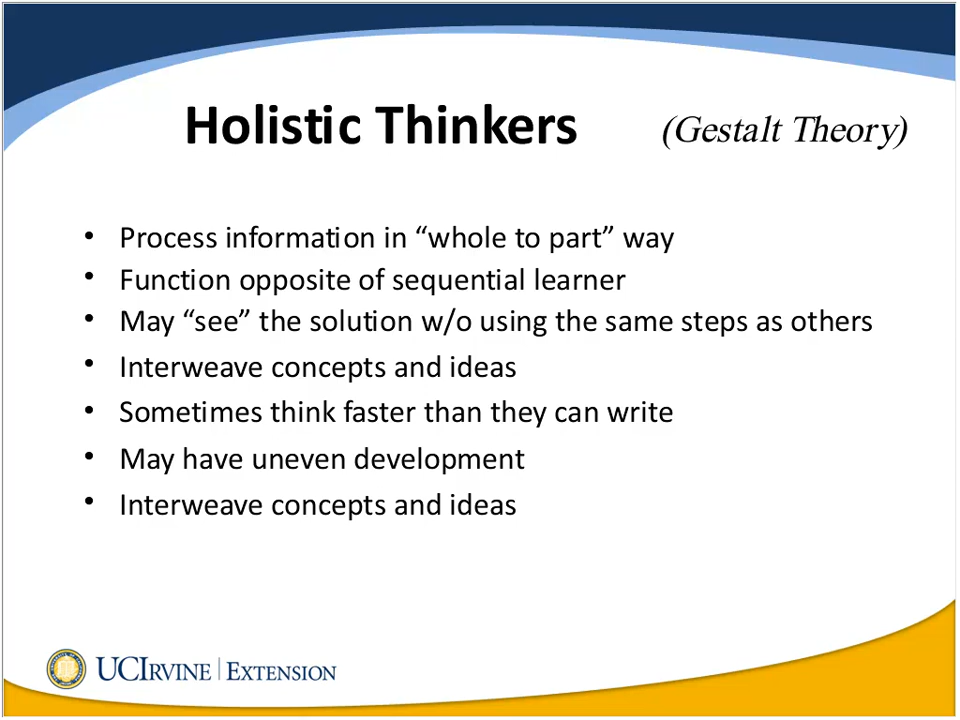 Holistic Thinkers (Gestalt Theory)
• Process information in “whole to part” way
• Function opposite of sequential learner
• May “see” the solution w/o using the same steps as others
• Interweave concepts and ideas
• Sometimes think faster than they can write
• May have uneven development
• Interweave concepts and ideas
UCIRVINE | EXTENSION